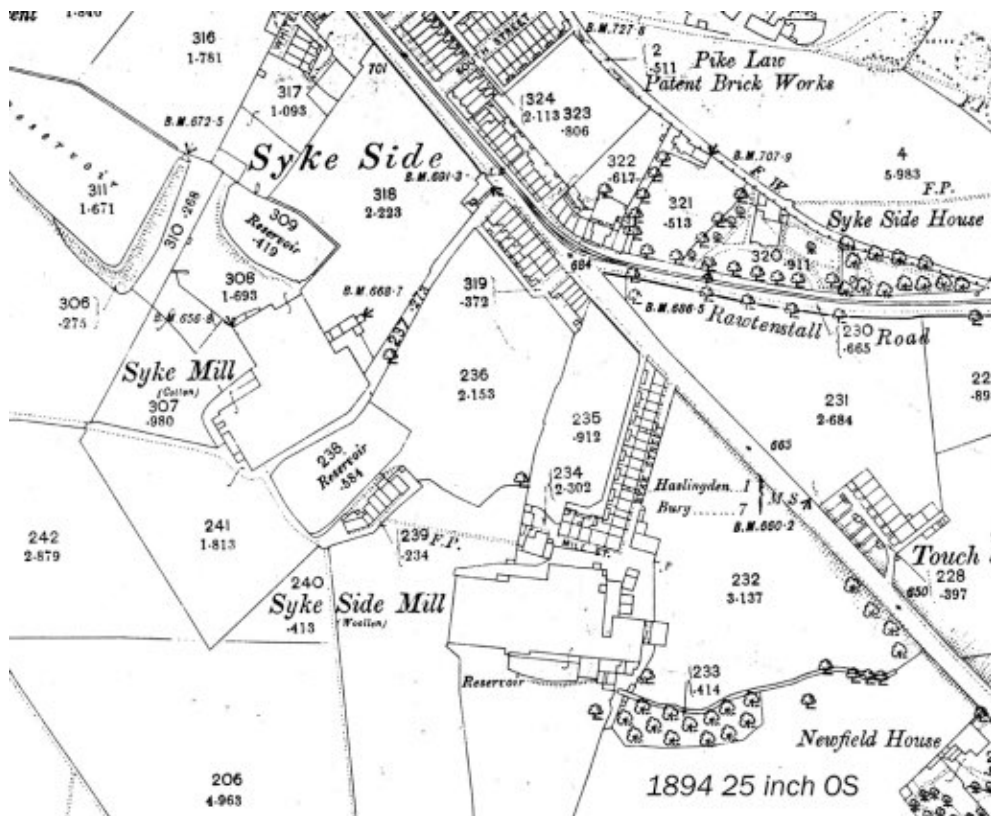 1·840
316
1·781
317
1·093
701
H STREET
B.M.727·6
2
·511
Pike Law
Patent Brick Works
B.M.672·5
Syke Side
324
2·113
323
·806
B.M.691·3
L.B.
322
·617
B.M.707·9
F.W.
4
5·983
F.P.
F.P.
311
1·671
310
·268
309
Reservoir
·419
318
2·223
321
·513
Syke Side House
320
·911
306
·275
308
1·693
B.M.656·8
B.M.668·7
237
·273
319
·372
684
B.M.686·5
Rawtenstall Road
230
·665
Syke Mill
(Cotton)
307
·980
236
2·153
235
·912
231
2·684
663
238
Reservoir
·584
234
2·302
Haslingden..1
Bury........7
M.S.
B.M.660·2
242
2·879
241
1·813
239
·234
F.P.
MILL ST.
Touch
228
·397
650
240
·413
Syke Side Mill
(Woollen)
232
3·137
Reservoir
233
·414
Newfield House
206
4·963
1894 25 inch OS